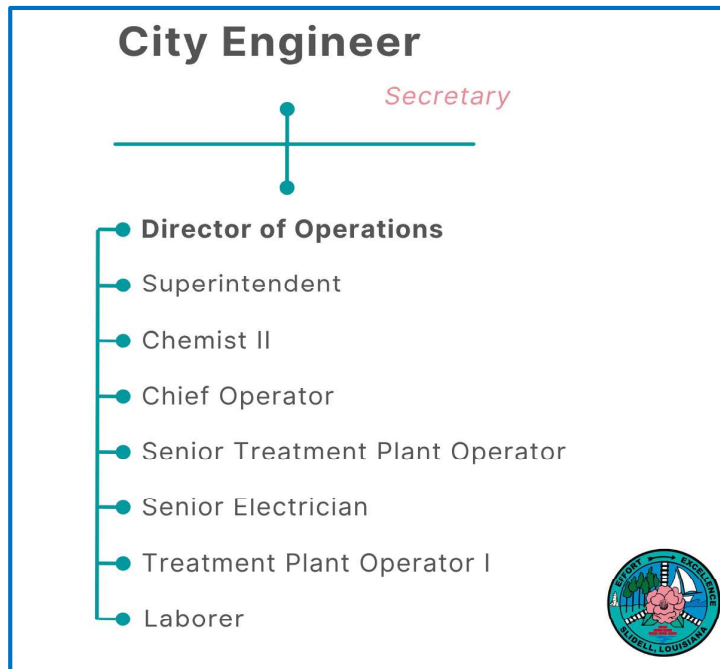 City Engineer
Secretary
Director of Operations
Superintendent
Chemist II
Chief Operator
Senior Treatment Plant Operator
Senior Electrician
Treatment Plant Operator I
Laborer
EFFORT EXCELLENCE
SLIDELL, LOUISIANA